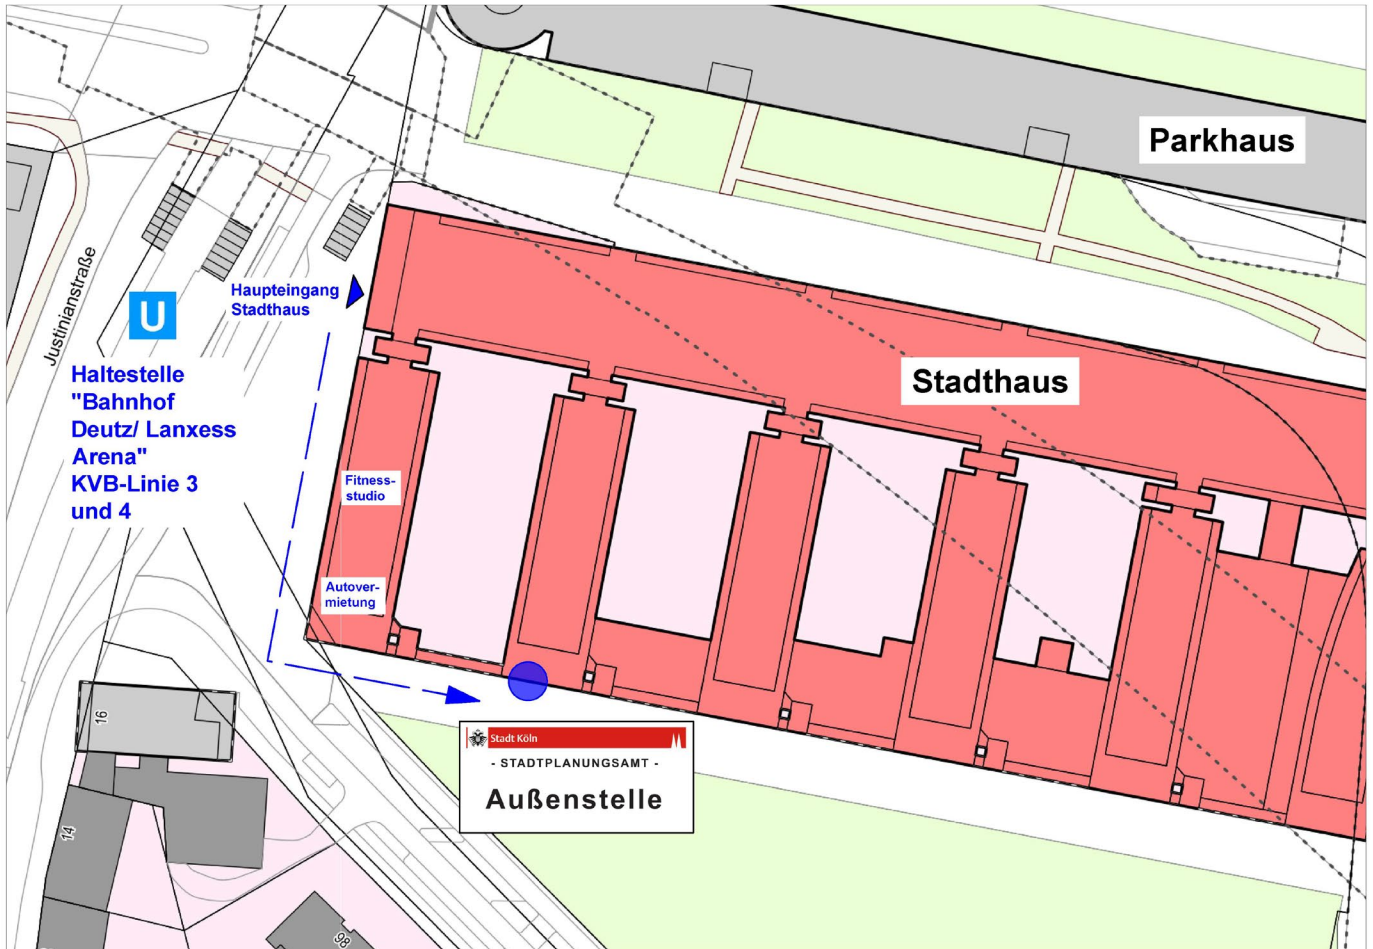 Parkhaus
Justinianstraße
U
Haupteingang
Stadthaus
Haltestelle
"Bahnhof
Deutz/ Lanxess
Arena"
KVB-Linie 3
und 4
Stadthaus
Fitness-
studio
Autover-
mietung
16
14
98
Stadt Köln
- STADTPLANUNGSAMT -
Außenstelle